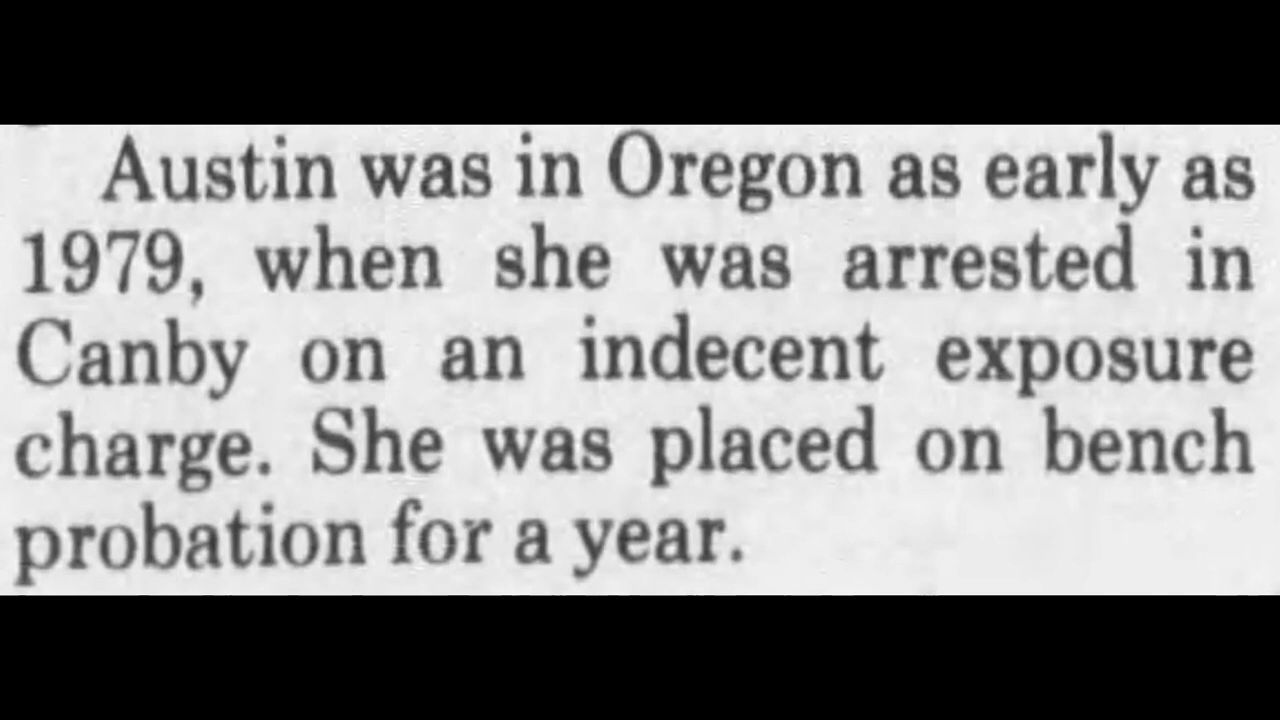 Austin was in Oregon as early as
1979, when she was arrested in
Canby on an indecent exposure
charge. She was placed on bench
probation for a year.